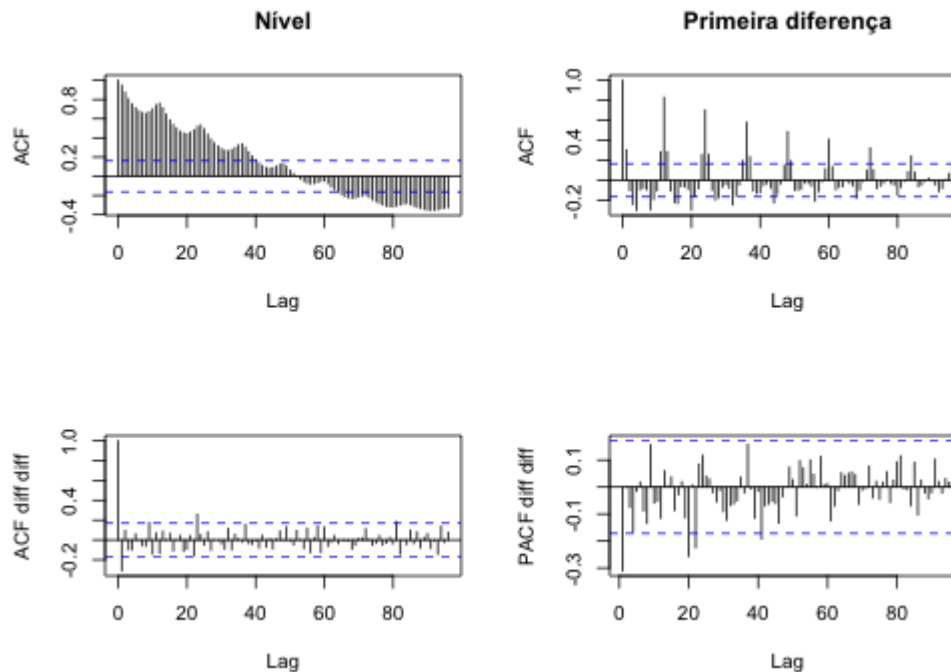 Nível
ACF
0.8
0.2
-0.4
0 20 40 60 80
Lag
Primeira diferença
ACF
1.0
0.4
-0.2
0 20 40 60 80
Lag
ACF diff diff
1.0
0.4
-0.2
0 20 40 60 80
Lag
PACF diff diff
0.1
-0.1
-0.3
0 20 40 60 80
Lag